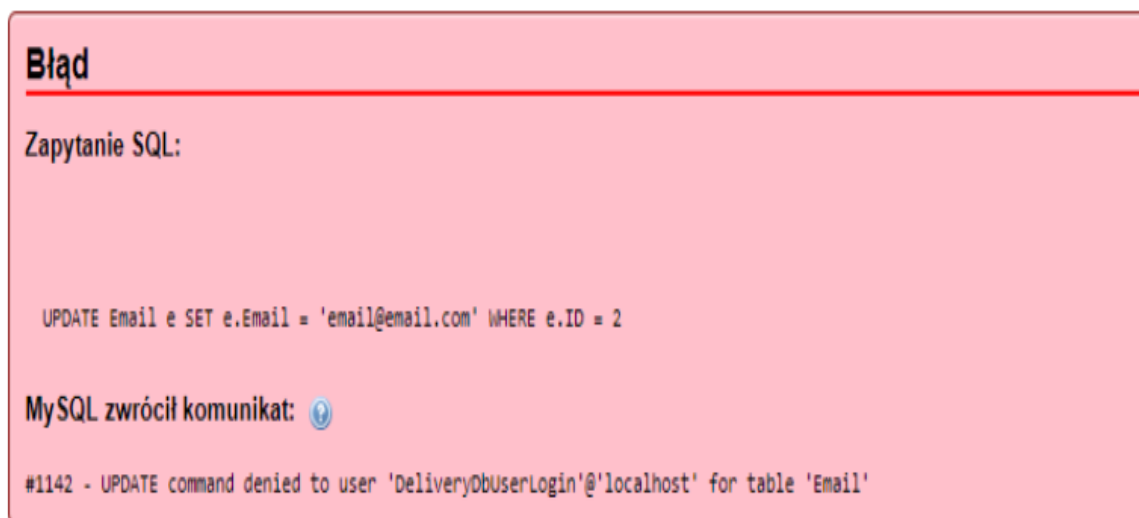 Błąd
Zapytanie SQL:
UPDATE Email e SET e.Email = 'email@email.com' WHERE e.ID = 2
MySQL zwrócił komunikat:
#1142 - UPDATE command denied to user 'DeliveryDbUserLogin'@'localhost' for table 'Email'